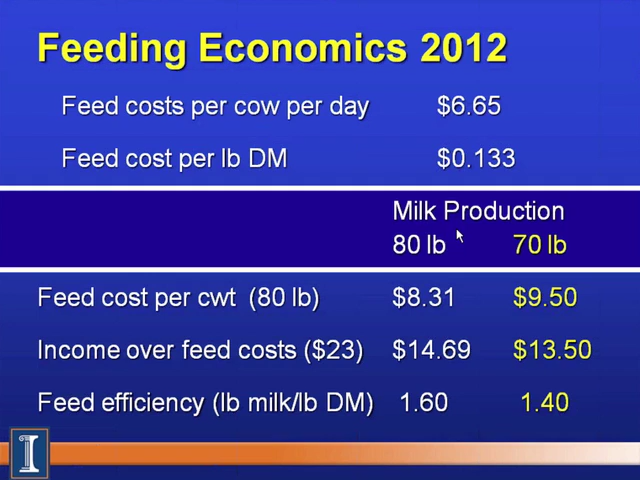 Feeding Economics 2012
Feed costs per cow per day $6.65
Feed cost per lb DM $0.133
Milk Production
80 lb 70 lb
Feed cost per cwt (80 lb) $8.31 $9.50
Income over feed costs ($23) $14.69 $13.50
Feed efficiency (lb milk/lb DM) 1.60 1.40
I